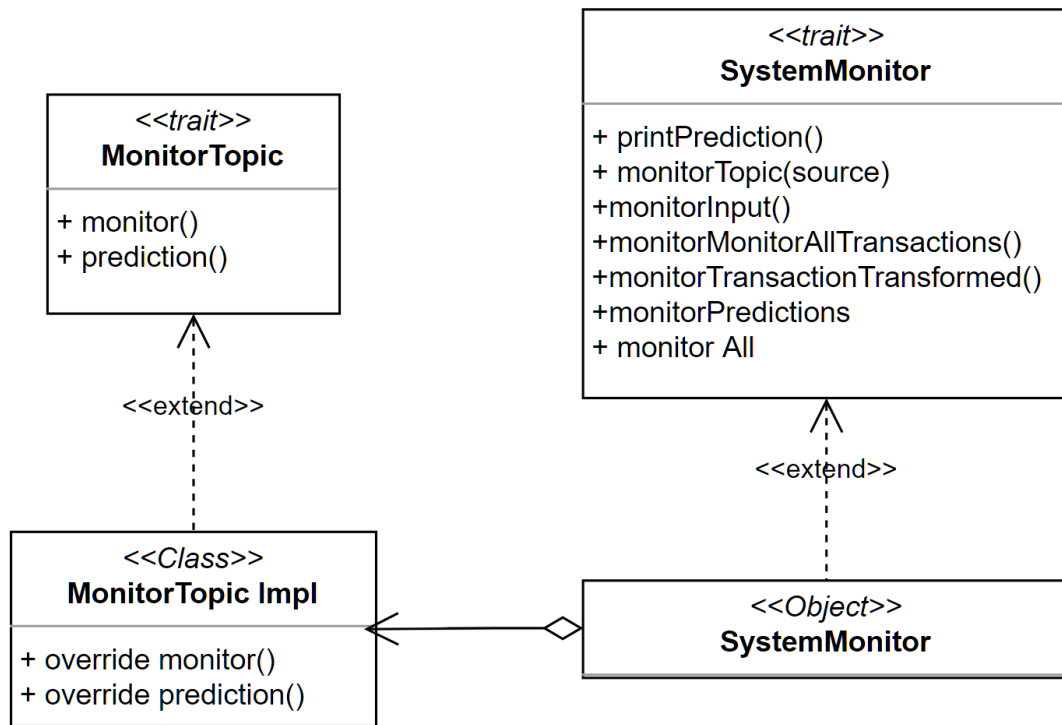 <<trait>>
MonitorTopic
+ monitor()
+ prediction()
<<trait>>
SystemMonitor
+ printPrediction()
+ monitorTopic(source)
+monitorInput()
+monitorMonitorAllTransactions()
+monitorTransactionTransformed()
+monitorPredictions
+ monitor All
<<extend>>
<<extend>>
<<Class>>
MonitorTopic Impl
+ override monitor()
+ override prediction()
<<Object>>
SystemMonitor